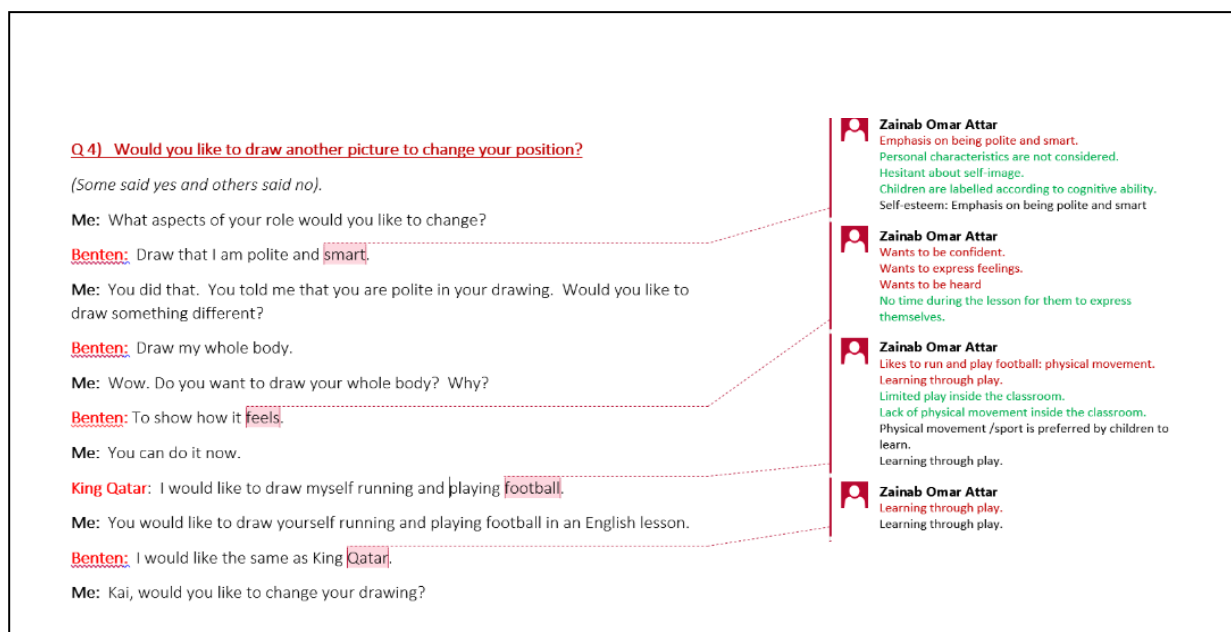 Q 4) Would you like to draw another picture to change your position?
(Some said yes and others said no).
Me: What aspects of your role would you like to change?
Benten: Draw that I am polite and smart.
Me: You did that. You told me that you are polite in your drawing. Would you like to
draw something different?
Benten: Draw my whole body.
Me: Wow. Do you want to draw your whole body? Why?
Benten: To show how it feels.
Me: You can do it now.
King Qatar: I would like to draw myself running and playing football.
Me: You would like to draw yourself running and playing football in an English lesson.
Benten: I would like the same as King Qatar.
Me: Kai, would you like to change your drawing?
Zainab Omar Attar
Emphasis on being polite and smart.
Personal characteristics are not considered.
Hesitant about self-image.
Children are labelled according to cognitive ability.
Self-esteem: Emphasis on being polite and smart
Zainab Omar Attar
Wants to be confident.
Wants to express feelings.
Wants to be heard
No time during the lesson for them to express
themselves.
Zainab Omar Attar
Likes to run and play football: physical movement.
Learning through play.
Limited play inside the classroom.
Lack of physical movement inside the classroom.
Physical movement /sport is preferred by children to
learn.
Learning through play.
Zainab Omar Attar
Learning through play.
Learning through play.